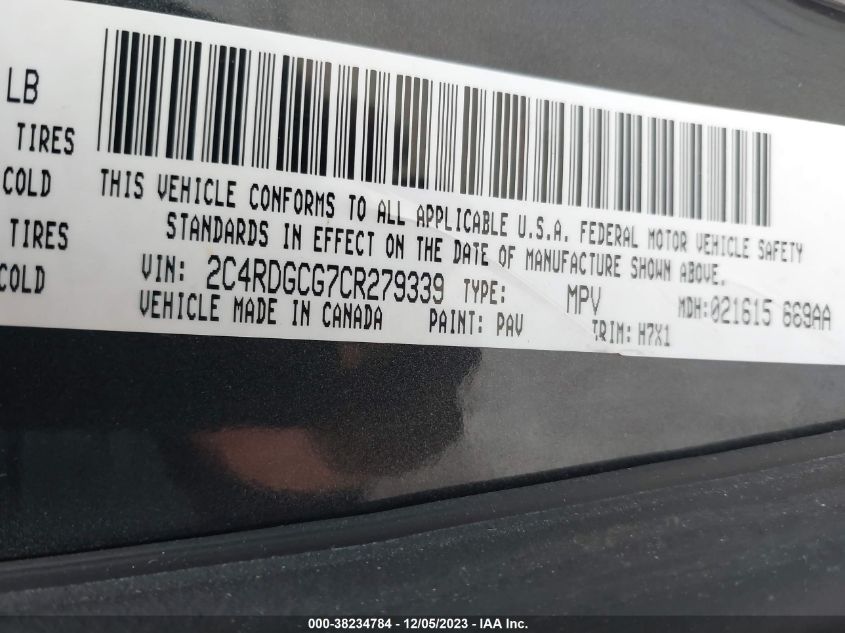 LB
TIRES
COLD
TIRES
COLD
THIS VEHICLE CONFORMS TO ALL APPLICABLE U.S.A. FEDERAL MOTOR VEHICLE SAFETY
STANDARDS IN EFFECT ON THE DATE OF MANUFACTURE SHOWN ABOVE.
VIN: 2C4RDGCG7CR279339 TYPE: MPV MDH:021615 669AA
VEHICLE MADE IN CANADA PAINT: PAV TRIM: H7X1
000-38234784 - 12/05/2023 - IAA Inc.